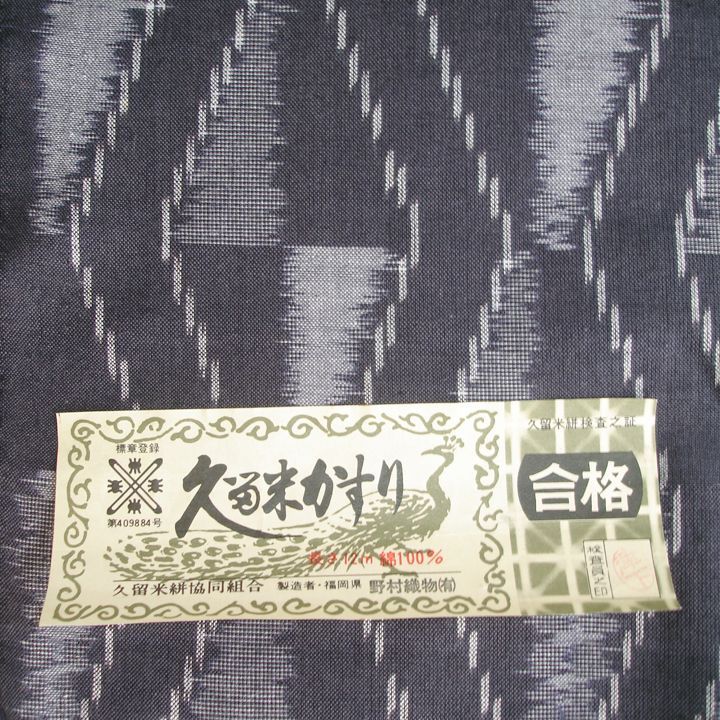 標章登録
第409884号
久留米かすり
長さ12m 綿100%
久留米絣協同組合 製造者・福岡県 野村織物(有)
久留米絣検査之証
合格
検査員之印